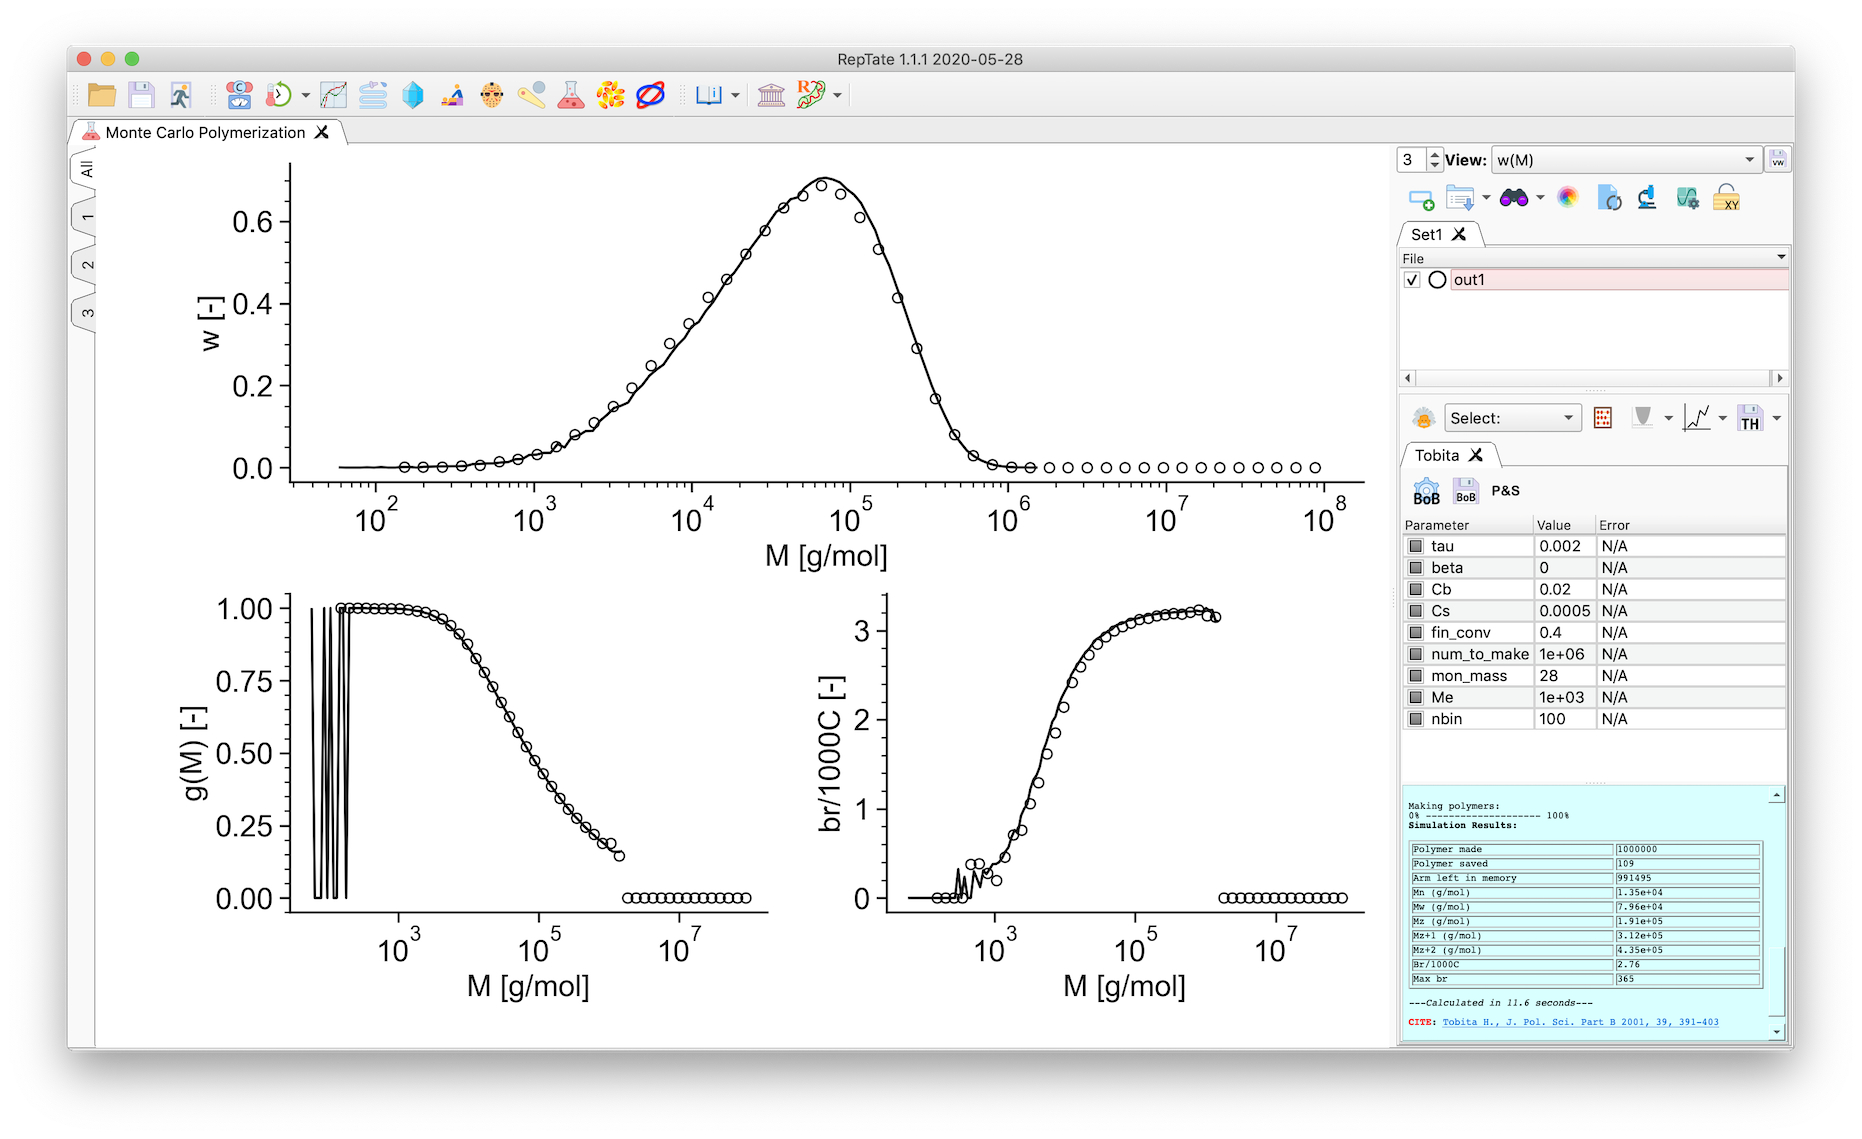 RepTate 1.1.1 2020-05-28
Monte Carlo Polymerization
All
1
2
3
w [-]
0.6
0.4
0.2
0.0
10^2 10^3 10^4 10^5 10^6 10^7 10^8
M [g/mol]
g(M) [-]
1.00
0.75
0.50
0.25
0.00
10^3 10^5 10^7
M [g/mol]
br/1000C [-]
3
2
1
0
10^3 10^5 10^7
M [g/mol]
3 View: w(M)
VW
XY
Set1
File
out1
Select:
TH
Tobita
BoB BoB P&S
Parameter Value Error
tau 0.002 N/A
beta 0 N/A
Cb 0.02 N/A
Cs 0.0005 N/A
fin_conv 0.4 N/A
num_to_make 1e+06 N/A
mon_mass 28 N/A
Me 1e+03 N/A
nbin 100 N/A
Making polymers:
0% --------------------- 100%
Simulation Results:
Polymer made 1000000
Polymer saved 109
Arm left in memory 991495
Mn (g/mol) 1.35e+04
Mw (g/mol) 7.96e+04
Mz (g/mol) 1.91e+05
Mz+1 (g/mol) 3.12e+05
Mz+2 (g/mol) 4.35e+05
Br/1000C 2.76
Max br 365
---Calculated in 11.6 seconds---
CITE: Tobita H., J. Pol. Sci. Part B 2001, 39, 391-403